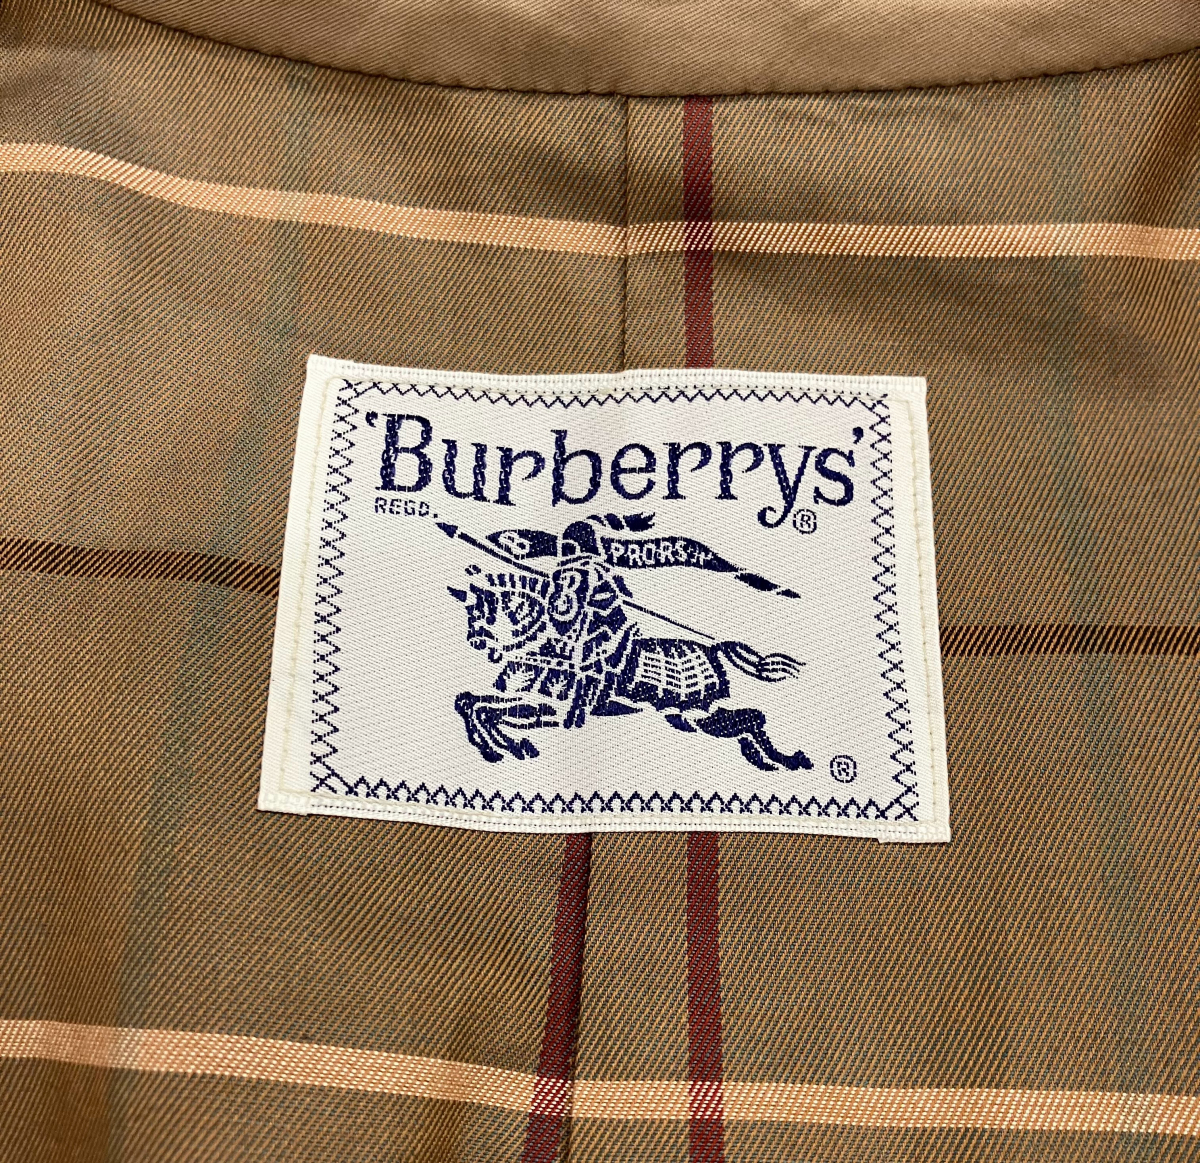 'Burberrys'
REGD. ®
B PRORSUM
B
®